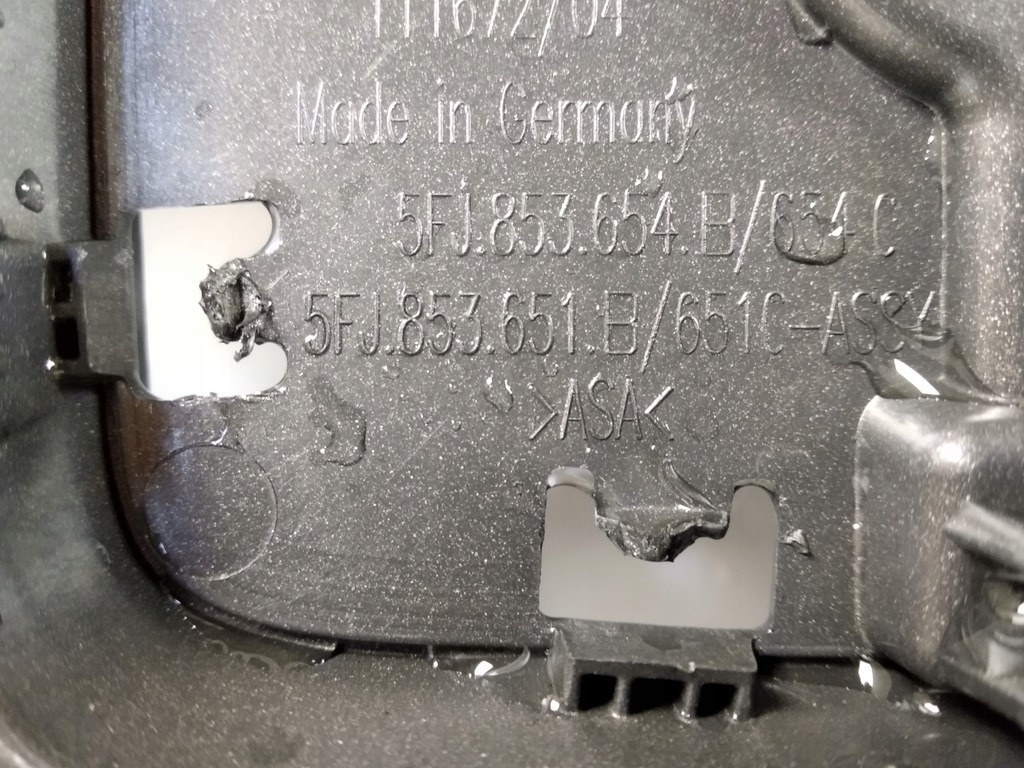 111672/04
Made in Germany
5FJ.853.654.B/654 C
5FJ.853.651.B/651C-ASSY
>ASA<